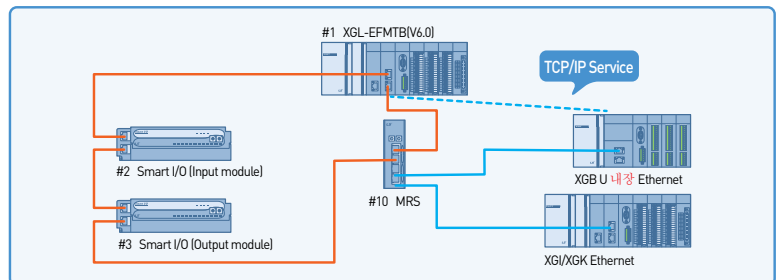 #1 XGL-EFMTB(V6.0)
TCP/IP Service
#2 Smart I/O (Input module)
XGB U 내장 Ethernet
#10 MRS
#3 Smart I/O (Output module)
XGI/XGK Ethernet